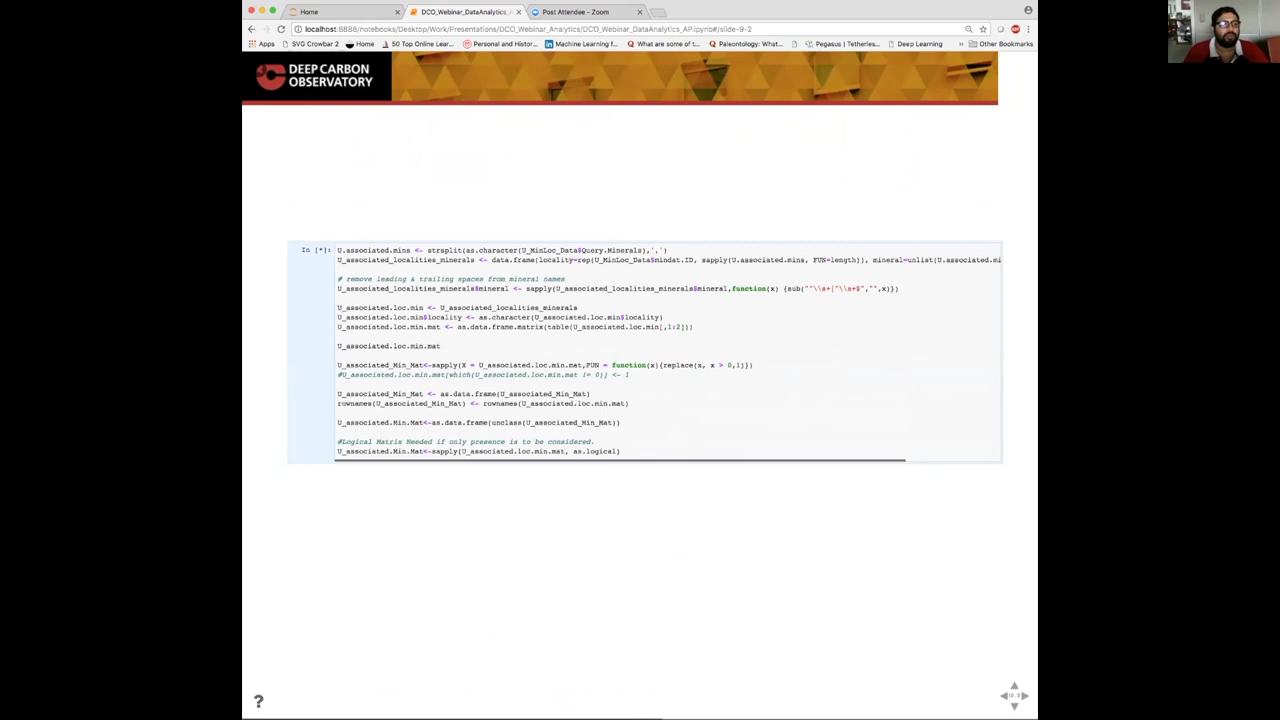 Home
DCO_Webinar_DataAnalytics_A
Post Attendee - Zoom
localhost:8888/notebooks/Desktop/Work/Presentations/DCO_Webinar_Analytics/DCO_Webinar_DataAnalytics_AP.ipynb#/slide-9-2
Apps SVG Crowbar 2 Home 50 Top Online Lear... Personal and Histor... Machine Learning f... What are some of t... Paleontology: What... Pegasus | Tetherles... Deep Learning » Other Bookmarks
DEEP CARBON
OBSERVATORY
In [*]:
U.associated.mins <- strsplit(as.character(U_MinLoc_Data$Query.Minerals),',')
U_associated_localities_minerals <- data.frame(locality=rep(U_MinLoc_Data$mindat.ID, sapply(U.associated.mins, FUN=length)), mineral=unlist(U.associated.mi
# remove leading & trailing spaces from mineral names
U_associated_localities_minerals$mineral <- sapply(U_associated_localities_minerals$mineral,function(x) {sub("^\\s+|^\\s+$","",x)})
U_associated.loc.min <- U_associated_localities_minerals
U_associated.loc.min$locality <- as.character(U_associated.loc.min$locality)
U_associated.loc.min.mat <- as.data.frame.matrix(table(U_associated.loc.min[,1:2]))
U_associated.loc.min.mat
U_associated_Min_Mat<-sapply(X = U_associated.loc.min.mat,FUN = function(x){replace(x, x > 0,1)})
#U_associated.loc.min.mat[which(U_associated.loc.min.mat != 0)] <- 1
U_associated_Min_Mat <- as.data.frame(U_associated_Min_Mat)
rownames(U_associated_Min_Mat) <- rownames(U_associated.loc.min.mat)
U_associated.Min.Mat<-as.data.frame(unclass(U_associated_Min_Mat))
#Logical Matrix Needed if only presence is to be considered.
U_associated.Min.Mat<-sapply(U_associated.loc.min.mat, as.logical)
?
10.3